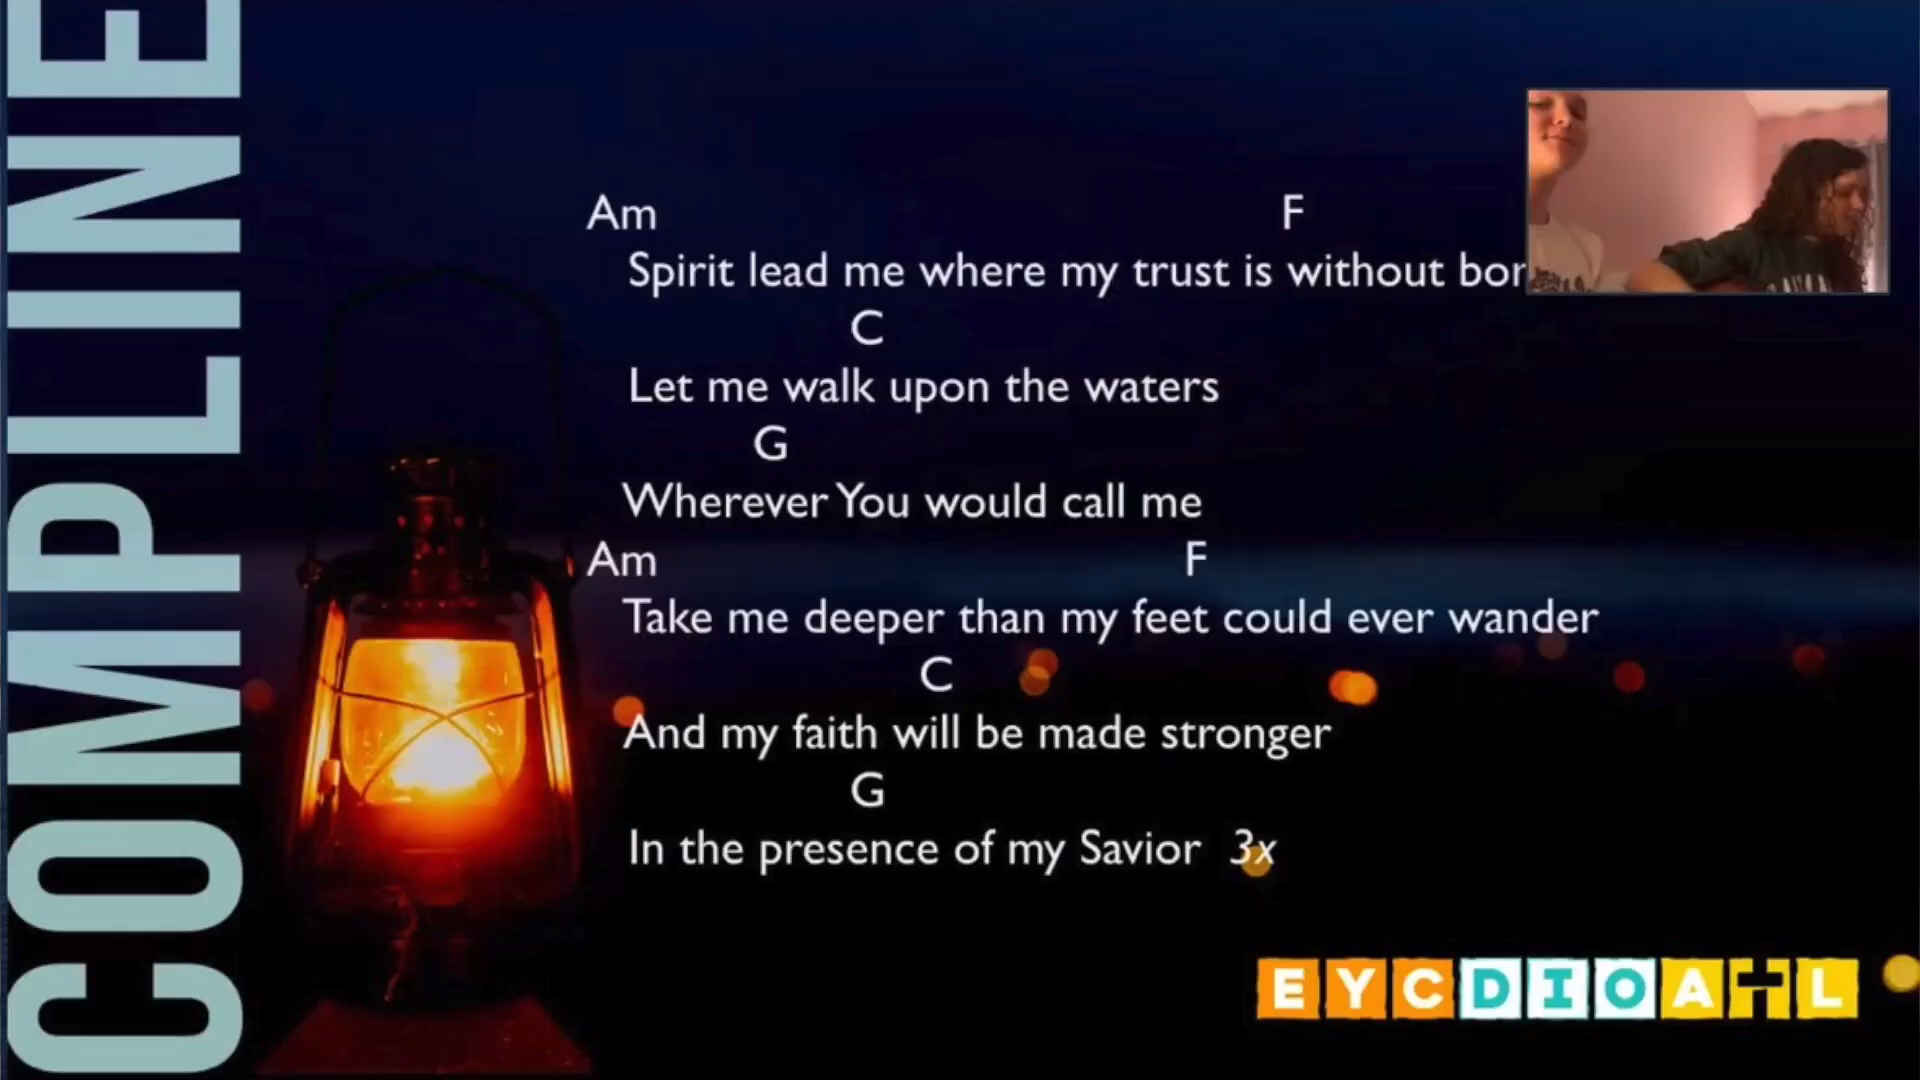 COMPLINE
Am F
Spirit lead me where my trust is without
C
Let me walk upon the waters
G
Wherever You would call me
Am F
Take me deeper than my feet could ever wander
C
And my faith will be made stronger
G
In the presence of my Savior 3x
EYCDIOATL